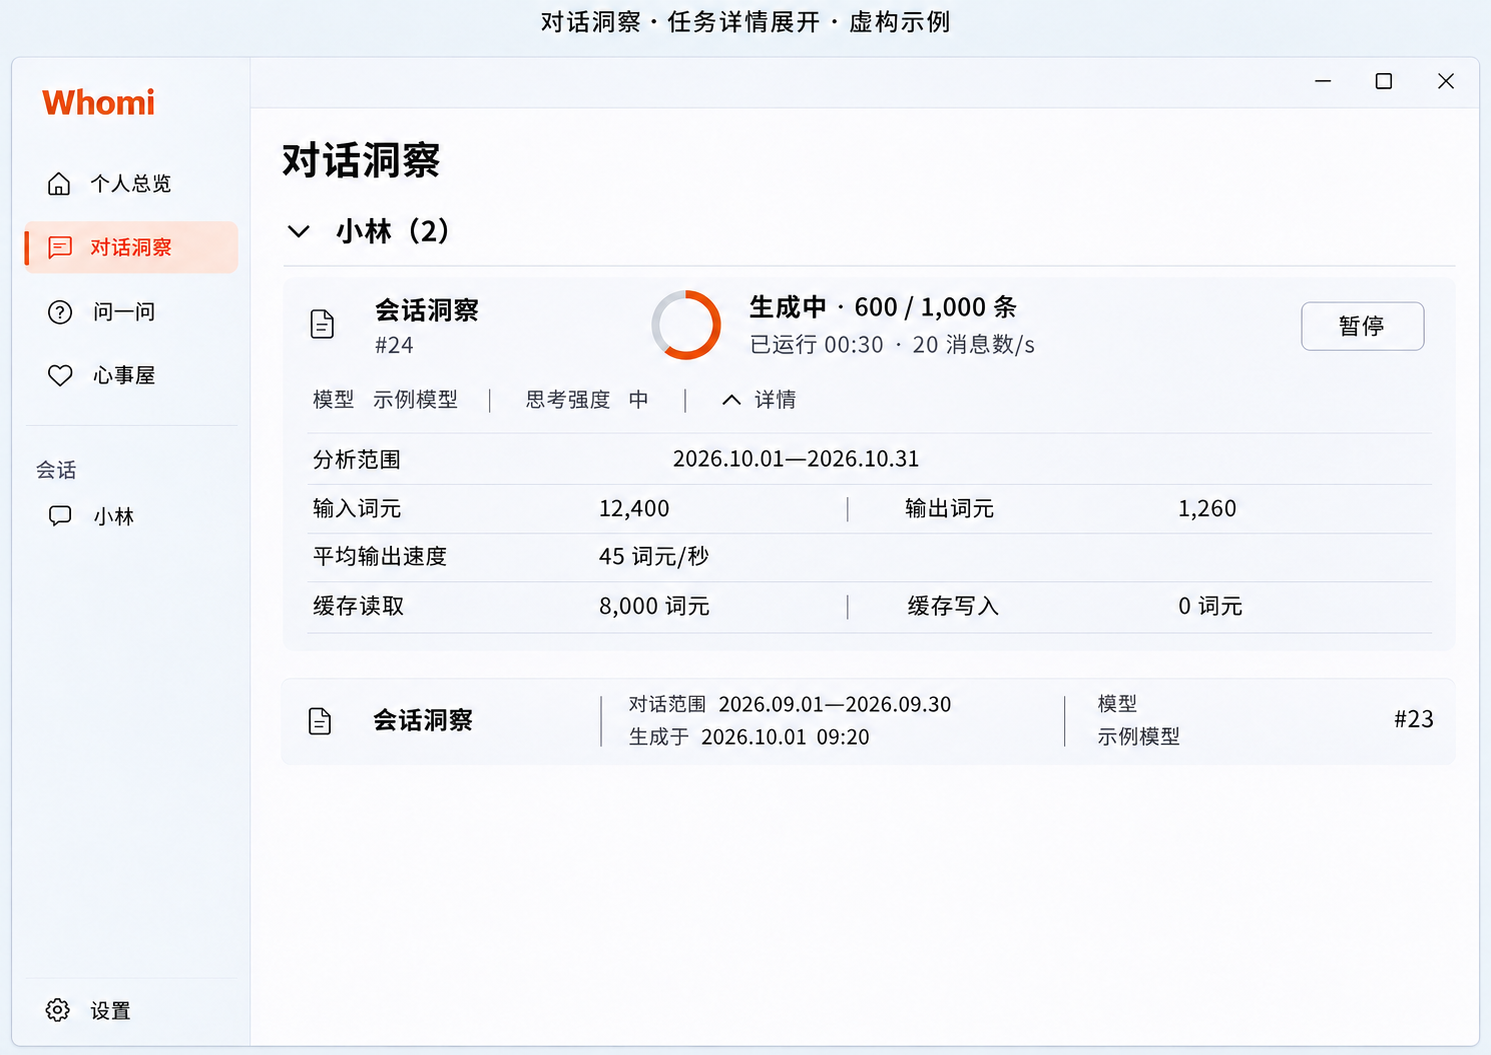 对话洞察 · 任务详情展开 · 虚构示例
Whomi
个人总览
对话洞察
问一问
心事屋
会话
小林
设置
对话洞察
小林（2）
会话洞察
#24
生成中 · 600 / 1,000 条
已运行 00:30 · 20 消息数/s
暂停
模型 示例模型 | 思考强度 中 | 详情
分析范围 2026.10.01—2026.10.31
输入词元 12,400 | 输出词元 1,260
平均输出速度 45 词元/秒
缓存读取 8,000 词元 | 缓存写入 0 词元
会话洞察
对话范围 2026.09.01—2026.09.30
生成于 2026.10.01 09:20
模型
示例模型
#23